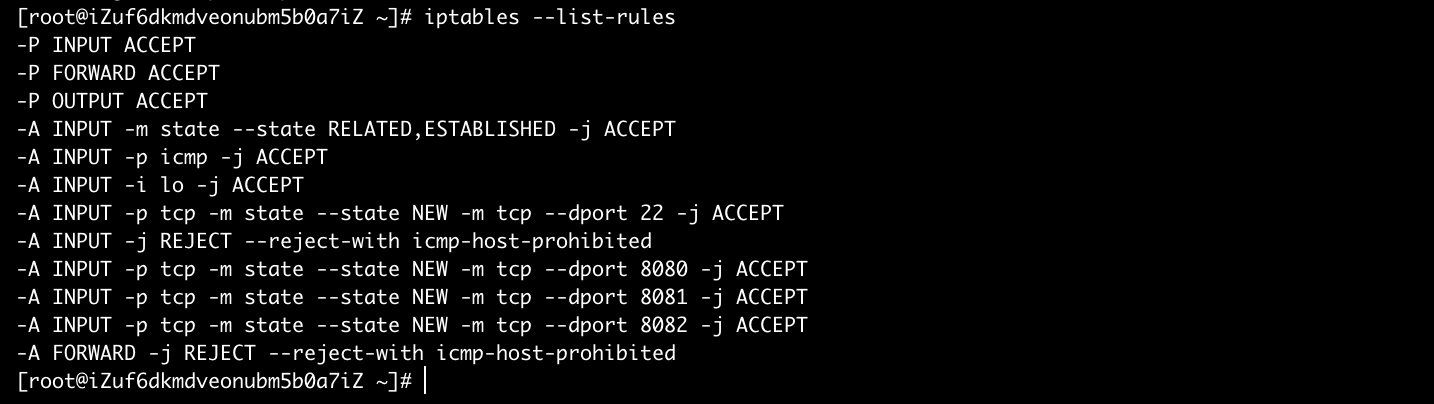 [root@iZuf6dkmdveonubm5b0a7iZ ~]# iptables --list-rules
-P INPUT ACCEPT
-P FORWARD ACCEPT
-P OUTPUT ACCEPT
-A INPUT -m state --state RELATED,ESTABLISHED -j ACCEPT
-A INPUT -p icmp -j ACCEPT
-A INPUT -i lo -j ACCEPT
-A INPUT -p tcp -m state --state NEW -m tcp --dport 22 -j ACCEPT
-A INPUT -j REJECT --reject-with icmp-host-prohibited
-A INPUT -p tcp -m state --state NEW -m tcp --dport 8080 -j ACCEPT
-A INPUT -p tcp -m state --state NEW -m tcp --dport 8081 -j ACCEPT
-A INPUT -p tcp -m state --state NEW -m tcp --dport 8082 -j ACCEPT
-A FORWARD -j REJECT --reject-with icmp-host-prohibited
[root@iZuf6dkmdveonubm5b0a7iZ ~]#